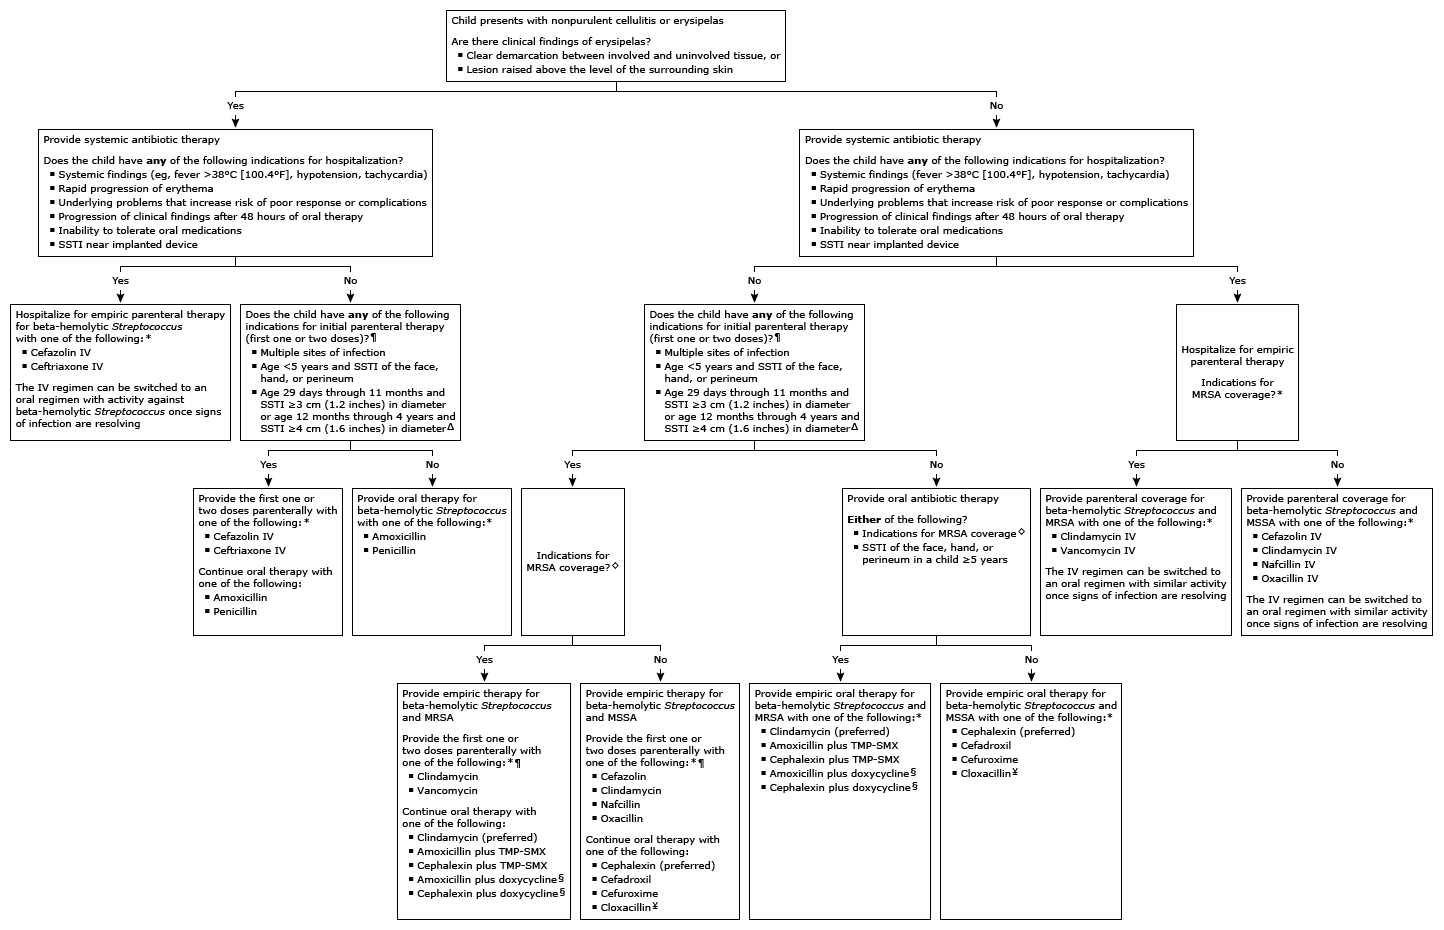 Child presents with nonpurulent cellulitis or erysipelas
Are there clinical findings of erysipelas?
▪ Clear demarcation between involved and uninvolved tissue, or
▪ Lesion raised above the level of the surrounding skin
Yes
No
Provide systemic antibiotic therapy
Does the child have any of the following indications for hospitalization?
▪ Systemic findings (eg, fever >38°C [100.4°F], hypotension, tachycardia)
▪ Rapid progression of erythema
▪ Underlying problems that increase risk of poor response or complications
▪ Progression of clinical findings after 48 hours of oral therapy
▪ Inability to tolerate oral medications
▪ SSTI near implanted device
Provide systemic antibiotic therapy
Does the child have any of the following indications for hospitalization?
▪ Systemic findings (fever >38°C [100.4°F], hypotension, tachycardia)
▪ Rapid progression of erythema
▪ Underlying problems that increase risk of poor response or complications
▪ Progression of clinical findings after 48 hours of oral therapy
▪ Inability to tolerate oral medications
▪ SSTI near implanted device
Yes
No
No
Yes
Hospitalize for empiric parenteral therapy
for beta-hemolytic Streptococcus
with one of the following:*
▪ Cefazolin IV
▪ Ceftriaxone IV
The IV regimen can be switched to an
oral regimen with activity against
beta-hemolytic Streptococcus once signs
of infection are resolving
Does the child have any of the following
indications for initial parenteral therapy
(first one or two doses)?¶
▪ Multiple sites of infection
▪ Age <5 years and SSTI of the face,
hand, or perineum
▪ Age 29 days through 11 months and
SSTI ≥3 cm (1.2 inches) in diameter
or age 12 months through 4 years and
SSTI ≥4 cm (1.6 inches) in diameterΔ
Does the child have any of the following
indications for initial parenteral therapy
(first one or two doses)?¶
▪ Multiple sites of infection
▪ Age <5 years and SSTI of the face,
hand, or perineum
▪ Age 29 days through 11 months and
SSTI ≥3 cm (1.2 inches) in diameter
or age 12 months through 4 years and
SSTI ≥4 cm (1.6 inches) in diameterΔ
Hospitalize for empiric
parenteral therapy
Indications for
MRSA coverage?*
Yes
No
Yes
No
Yes
No
Provide the first one or
two doses parenterally with
one of the following:*
▪ Cefazolin IV
▪ Ceftriaxone IV
Continue oral therapy with
one of the following:
▪ Amoxicillin
▪ Penicillin
Provide oral therapy for
beta-hemolytic Streptococcus
with one of the following:*
▪ Amoxicillin
▪ Penicillin
Indications for
MRSA coverage?◇
Provide oral antibiotic therapy
Either of the following?
▪ Indications for MRSA coverage◇
▪ SSTI of the face, hand, or
perineum in a child ≥5 years
Provide parenteral coverage for
beta-hemolytic Streptococcus and
MRSA with one of the following:*
▪ Clindamycin IV
▪ Vancomycin IV
The IV regimen can be switched to
an oral regimen with similar activity
once signs of infection are resolving
Provide parenteral coverage for
beta-hemolytic Streptococcus and
MSSA with one of the following:*
▪ Cefazolin IV
▪ Clindamycin IV
▪ Nafcillin IV
▪ Oxacillin IV
The IV regimen can be switched to
an oral regimen with similar activity
once signs of infection are resolving
Yes
No
Yes
No
Provide empiric therapy for
beta-hemolytic Streptococcus
and MRSA
Provide the first one or
two doses parenterally with
one of the following:*¶
▪ Clindamycin
▪ Vancomycin
Continue oral therapy with
one of the following:
▪ Clindamycin (preferred)
▪ Amoxicillin plus TMP-SMX
▪ Cephalexin plus TMP-SMX
▪ Amoxicillin plus doxycycline§
▪ Cephalexin plus doxycycline§
Provide empiric therapy for
beta-hemolytic Streptococcus
and MSSA
Provide the first one or
two doses parenterally with
one of the following:*¶
▪ Cefazolin
▪ Clindamycin
▪ Nafcillin
▪ Oxacillin
Continue oral therapy with
one of the following:
▪ Cephalexin (preferred)
▪ Cefadroxil
▪ Cefuroxime
▪ Cloxacillin¥
Provide empiric oral therapy for
beta-hemolytic Streptococcus and
MRSA with one of the following:*
▪ Clindamycin (preferred)
▪ Amoxicillin plus TMP-SMX
▪ Cephalexin plus TMP-SMX
▪ Amoxicillin plus doxycycline§
▪ Cephalexin plus doxycycline§
Provide empiric oral therapy for
beta-hemolytic Streptococcus and
MSSA with one of the following:*
▪ Cephalexin (preferred)
▪ Cefadroxil
▪ Cefuroxime
▪ Cloxacillin¥